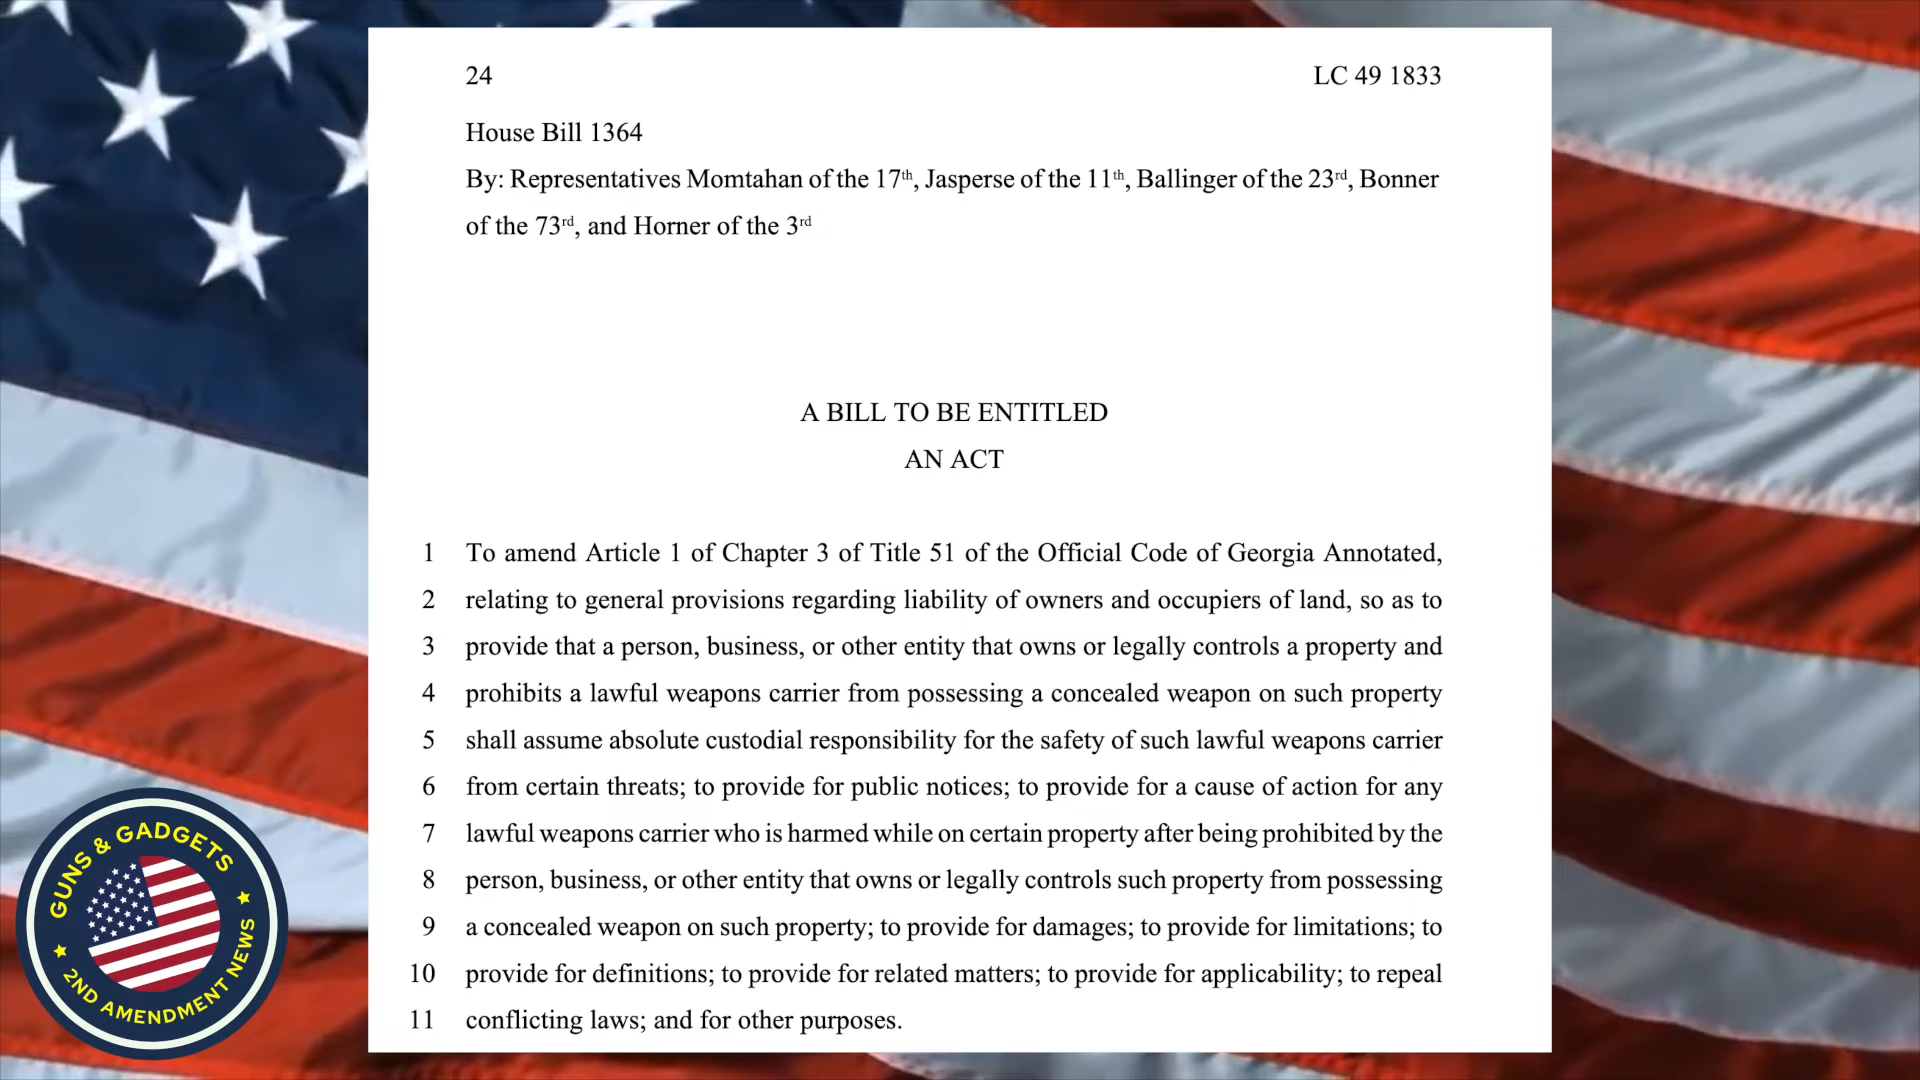 24 LC 49 1833
House Bill 1364
By: Representatives Momtahan of the 17th, Jasperse of the 11th, Ballinger of the 23rd, Bonner
of the 73rd, and Horner of the 3rd
A BILL TO BE ENTITLED
AN ACT
1 To amend Article 1 of Chapter 3 of Title 51 of the Official Code of Georgia Annotated,
2 relating to general provisions regarding liability of owners and occupiers of land, so as to
3 provide that a person, business, or other entity that owns or legally controls a property and
4 prohibits a lawful weapons carrier from possessing a concealed weapon on such property
5 shall assume absolute custodial responsibility for the safety of such lawful weapons carrier
6 from certain threats; to provide for public notices; to provide for a cause of action for any
7 lawful weapons carrier who is harmed while on certain property after being prohibited by the
8 person, business, or other entity that owns or legally controls such property from possessing
9 a concealed weapon on such property; to provide for damages; to provide for limitations; to
10 provide for definitions; to provide for related matters; to provide for applicability; to repeal
11 conflicting laws; and for other purposes.
GUNS & GADGETS
2ND AMENDMENT NEWS